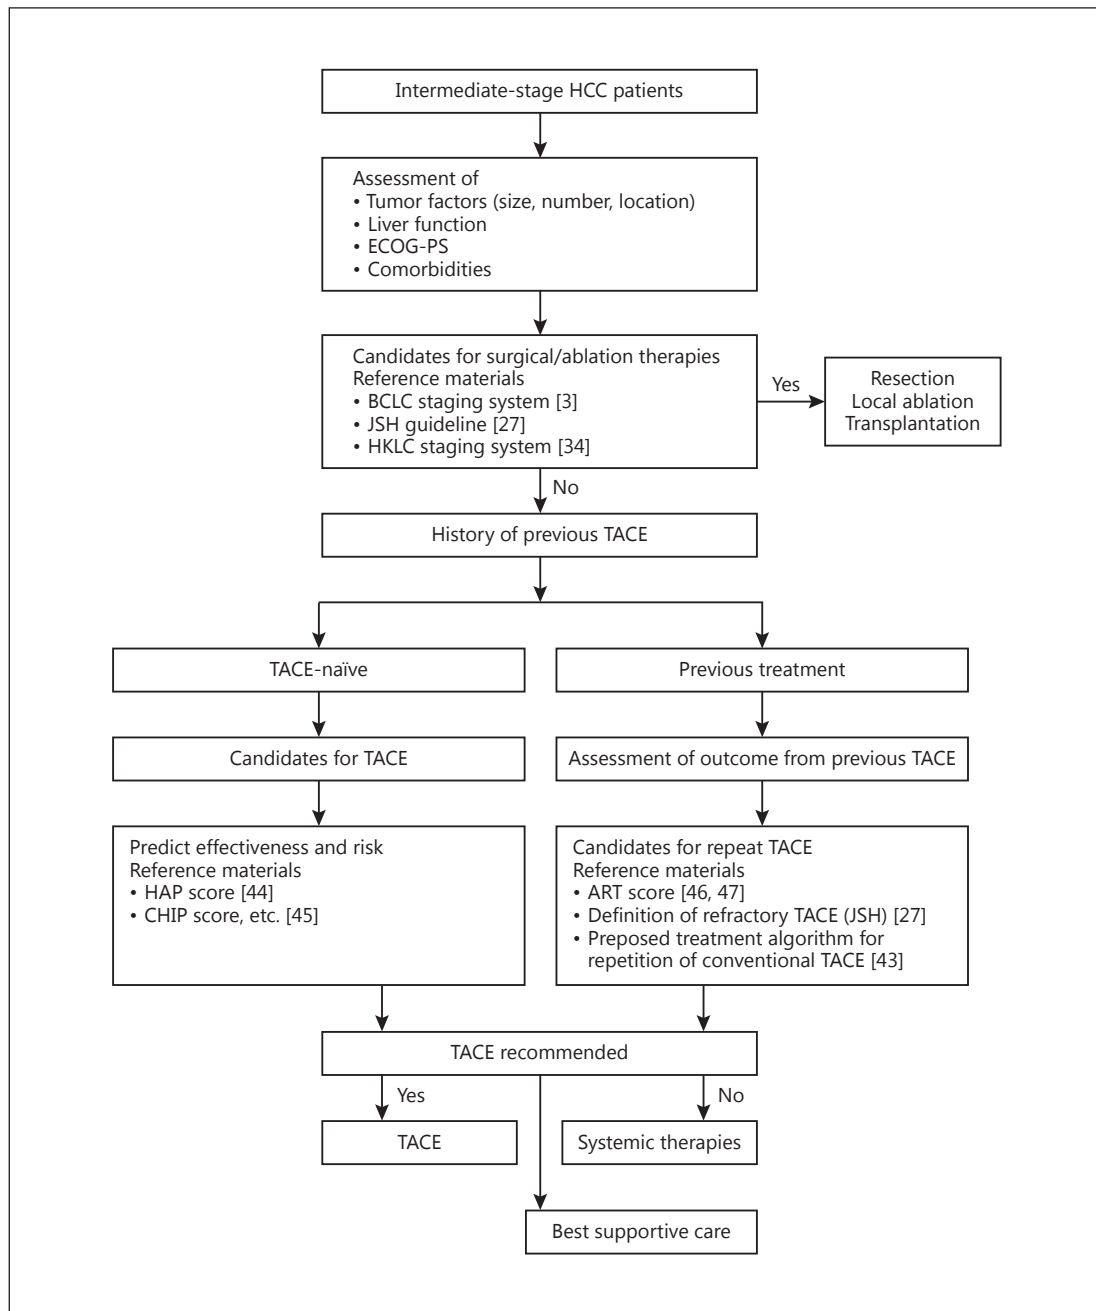 Intermediate-stage HCC patients
Assessment of
• Tumor factors (size, number, location)
• Liver function
• ECOG-PS
• Comorbidities
Candidates for surgical/ablation therapies
Reference materials
• BCLC staging system [3]
• JSH guideline [27]
• HKLC staging system [34]
Yes
Resection
Local ablation
Transplantation
No
History of previous TACE
TACE-naïve
Previous treatment
Candidates for TACE
Assessment of outcome from previous TACE
Predict effectiveness and risk
Reference materials
• HAP score [44]
• CHIP score, etc. [45]
Candidates for repeat TACE
Reference materials
• ART score [46, 47]
• Definition of refractory TACE (JSH) [27]
• Preposed treatment algorithm for
repetition of conventional TACE [43]
TACE recommended
Yes
No
TACE
Systemic therapies
Best supportive care